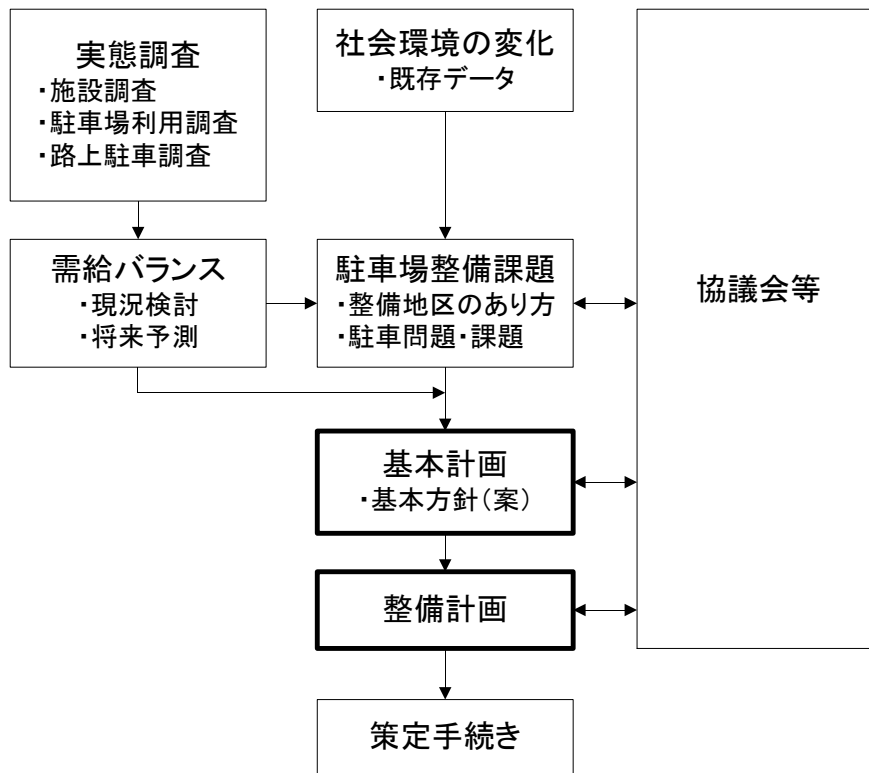 実態調査
・施設調査
・駐車場利用調査
・路上駐車調査
社会環境の変化
・既存データ
需給バランス
・現況検討
・将来予測
駐車場整備課題
・整備地区のあり方
・駐車問題・課題
協議会等
基本計画
・基本方針(案)
整備計画
策定手続き